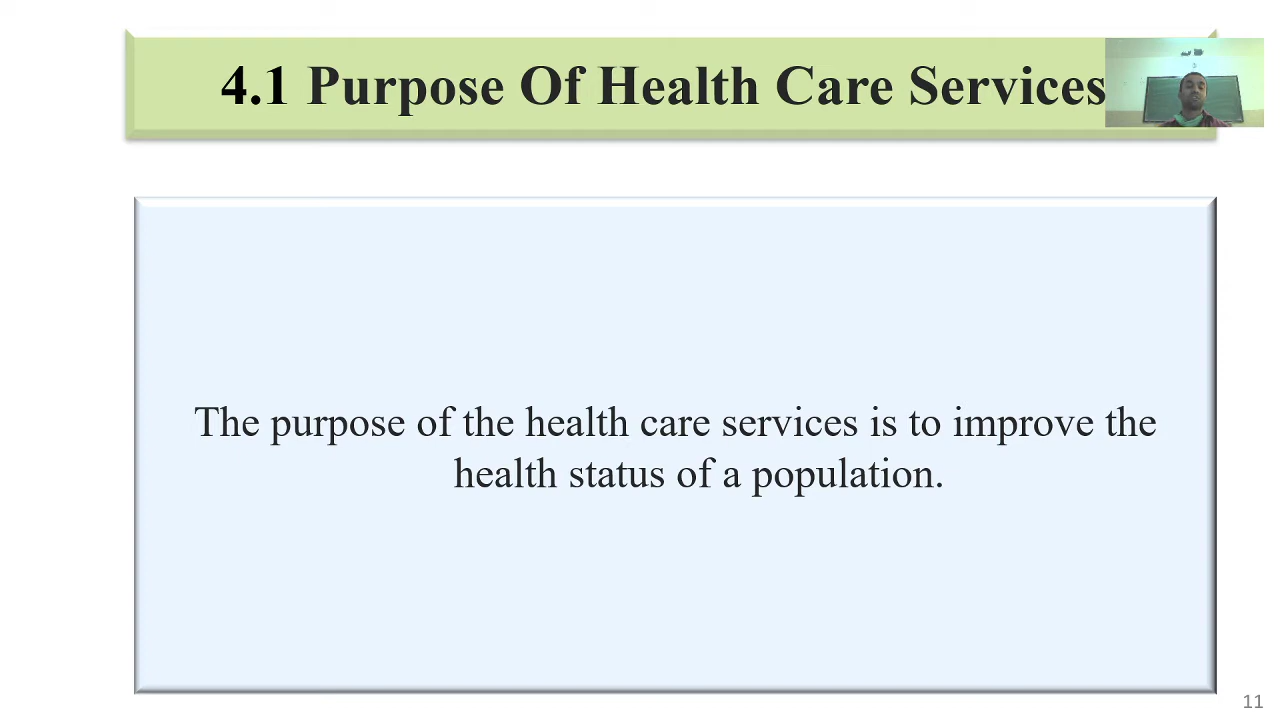 4.1 Purpose Of Health Care Services
The purpose of the health care services is to improve the
health status of a population.
11